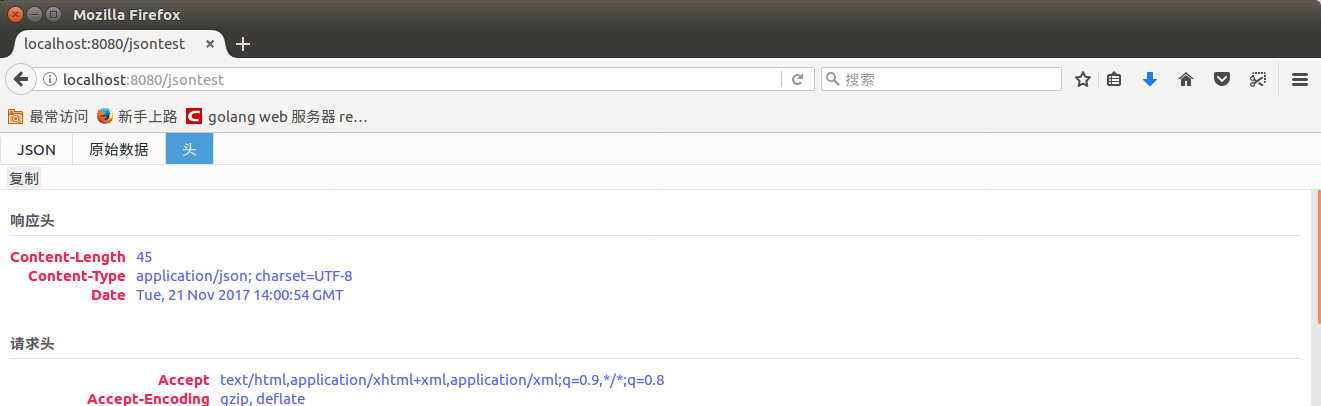 Mozilla Firefox
localhost:8080/jsontest
localhost:8080/jsontest 搜索
最常访问 新手上路 golang web 服务器 re…
JSON 原始数据 头
复制
响应头
Content-Length 45
Content-Type application/json; charset=UTF-8
Date Tue, 21 Nov 2017 14:00:54 GMT
请求头
Accept text/html,application/xhtml+xml,application/xml;q=0.9,*/*;q=0.8
Accept-Encoding gzip, deflate